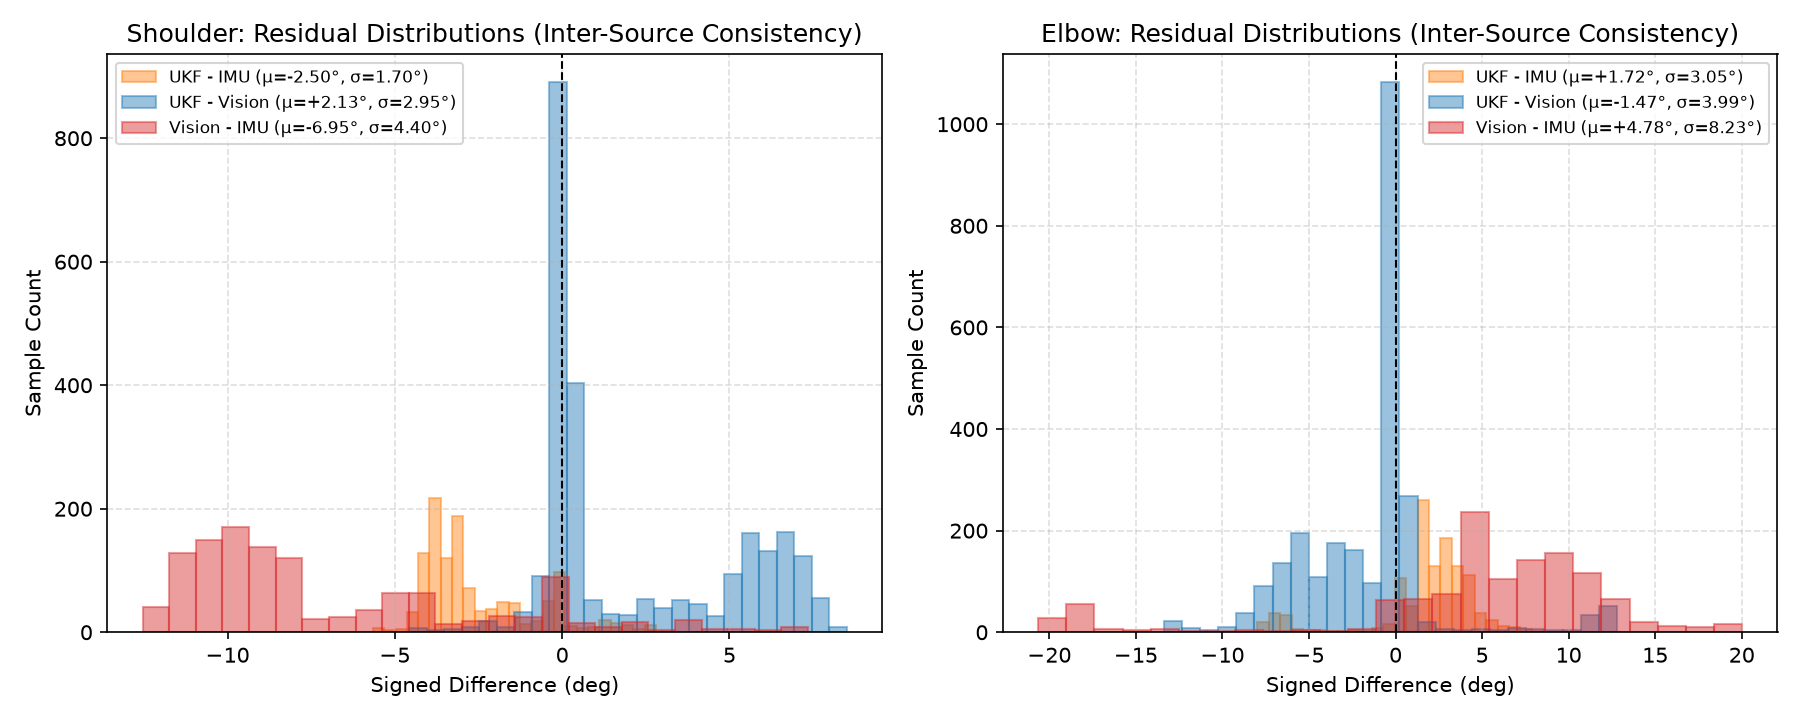 Shoulder: Residual Distributions (Inter-Source Consistency)
UKF - IMU (μ=-2.50°, σ=1.70°)
UKF - Vision (μ=+2.13°, σ=2.95°)
Vision - IMU (μ=-6.95°, σ=4.40°)
Sample Count
800
600
400
200
0
−10
−5
0
5
Signed Difference (deg)
Elbow: Residual Distributions (Inter-Source Consistency)
UKF - IMU (μ=+1.72°, σ=3.05°)
UKF - Vision (μ=-1.47°, σ=3.99°)
Vision - IMU (μ=+4.78°, σ=8.23°)
Sample Count
1000
800
600
400
200
0
−20
−15
−10
−5
0
5
10
15
20
Signed Difference (deg)